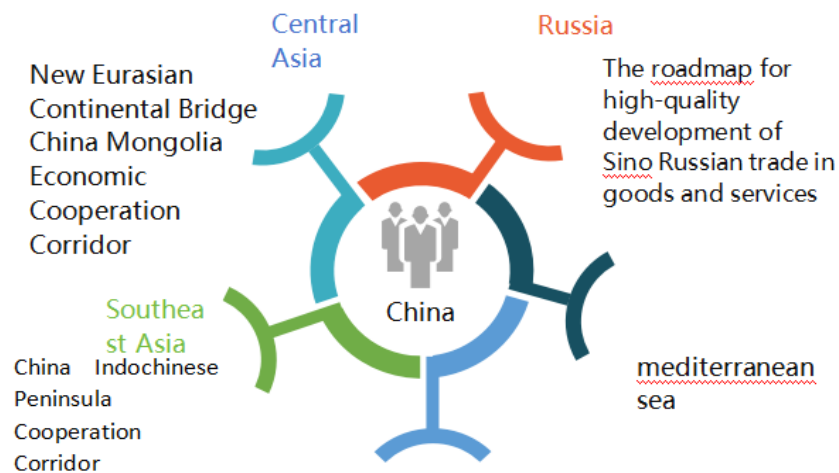 Central
Asia
New Eurasian
Continental Bridge
China Mongolia
Economic
Cooperation
Corridor
Russia
The roadmap for
high-quality
development of
Sino Russian trade in
goods and services
China
Southea
st Asia
China Indochinese
Peninsula
Cooperation
Corridor
mediterranean
sea